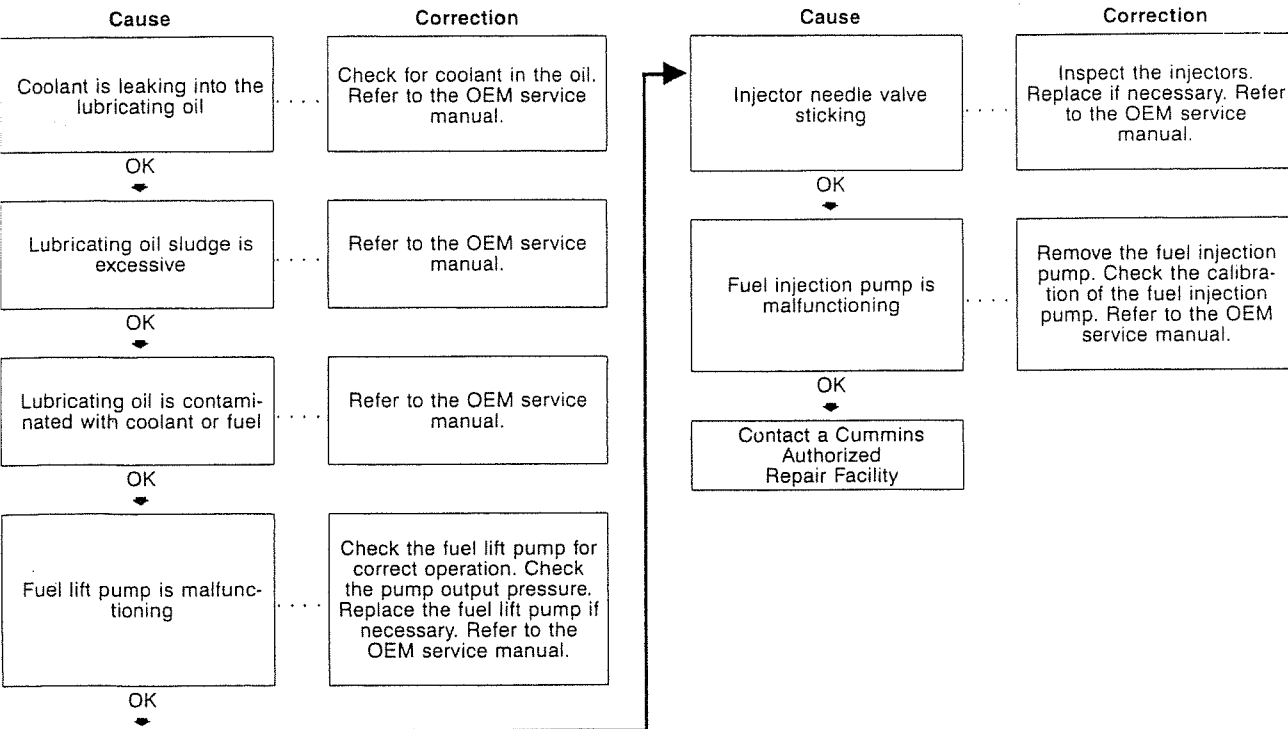 Cause
Correction
Coolant is leaking into the
lubricating oil
. . . .
Check for coolant in the oil.
Refer to the OEM service
manual.
OK
Lubricating oil sludge is
excessive
. . . .
Refer to the OEM service
manual.
OK
Lubricating oil is contami-
nated with coolant or fuel
. . . .
Refer to the OEM service
manual.
OK
Fuel lift pump is malfunc-
tioning
. . . .
Check the fuel lift pump for
correct operation. Check
the pump output pressure.
Replace the fuel lift pump if
necessary. Refer to the
OEM service manual.
OK
Cause
Correction
Injector needle valve
sticking
. . . .
Inspect the injectors.
Replace if necessary. Refer
to the OEM service
manual.
OK
Fuel injection pump is
malfunctioning
. . . .
Remove the fuel injection
pump. Check the calibra-
tion of the fuel injection
pump. Refer to the OEM
service manual.
OK
Contact a Cummins
Authorized
Repair Facility